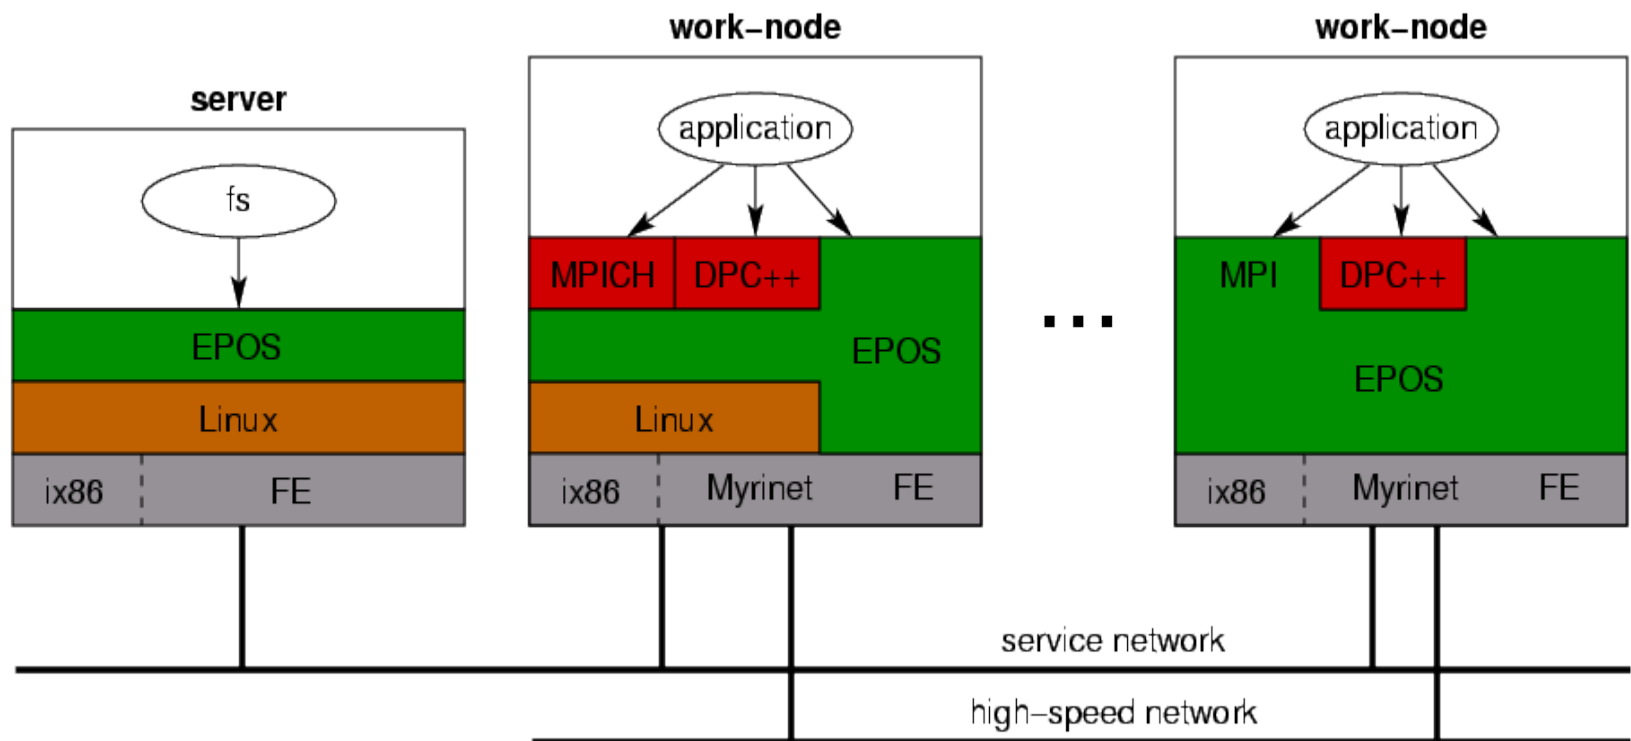 work–node
work–node
server
application
application
fs
MPICH
DPC++
MPI
DPC++
EPOS
EPOS
EPOS
Linux
Linux
ix86
FE
ix86
Myrinet
FE
ix86
Myrinet
FE
service network
high–speed network